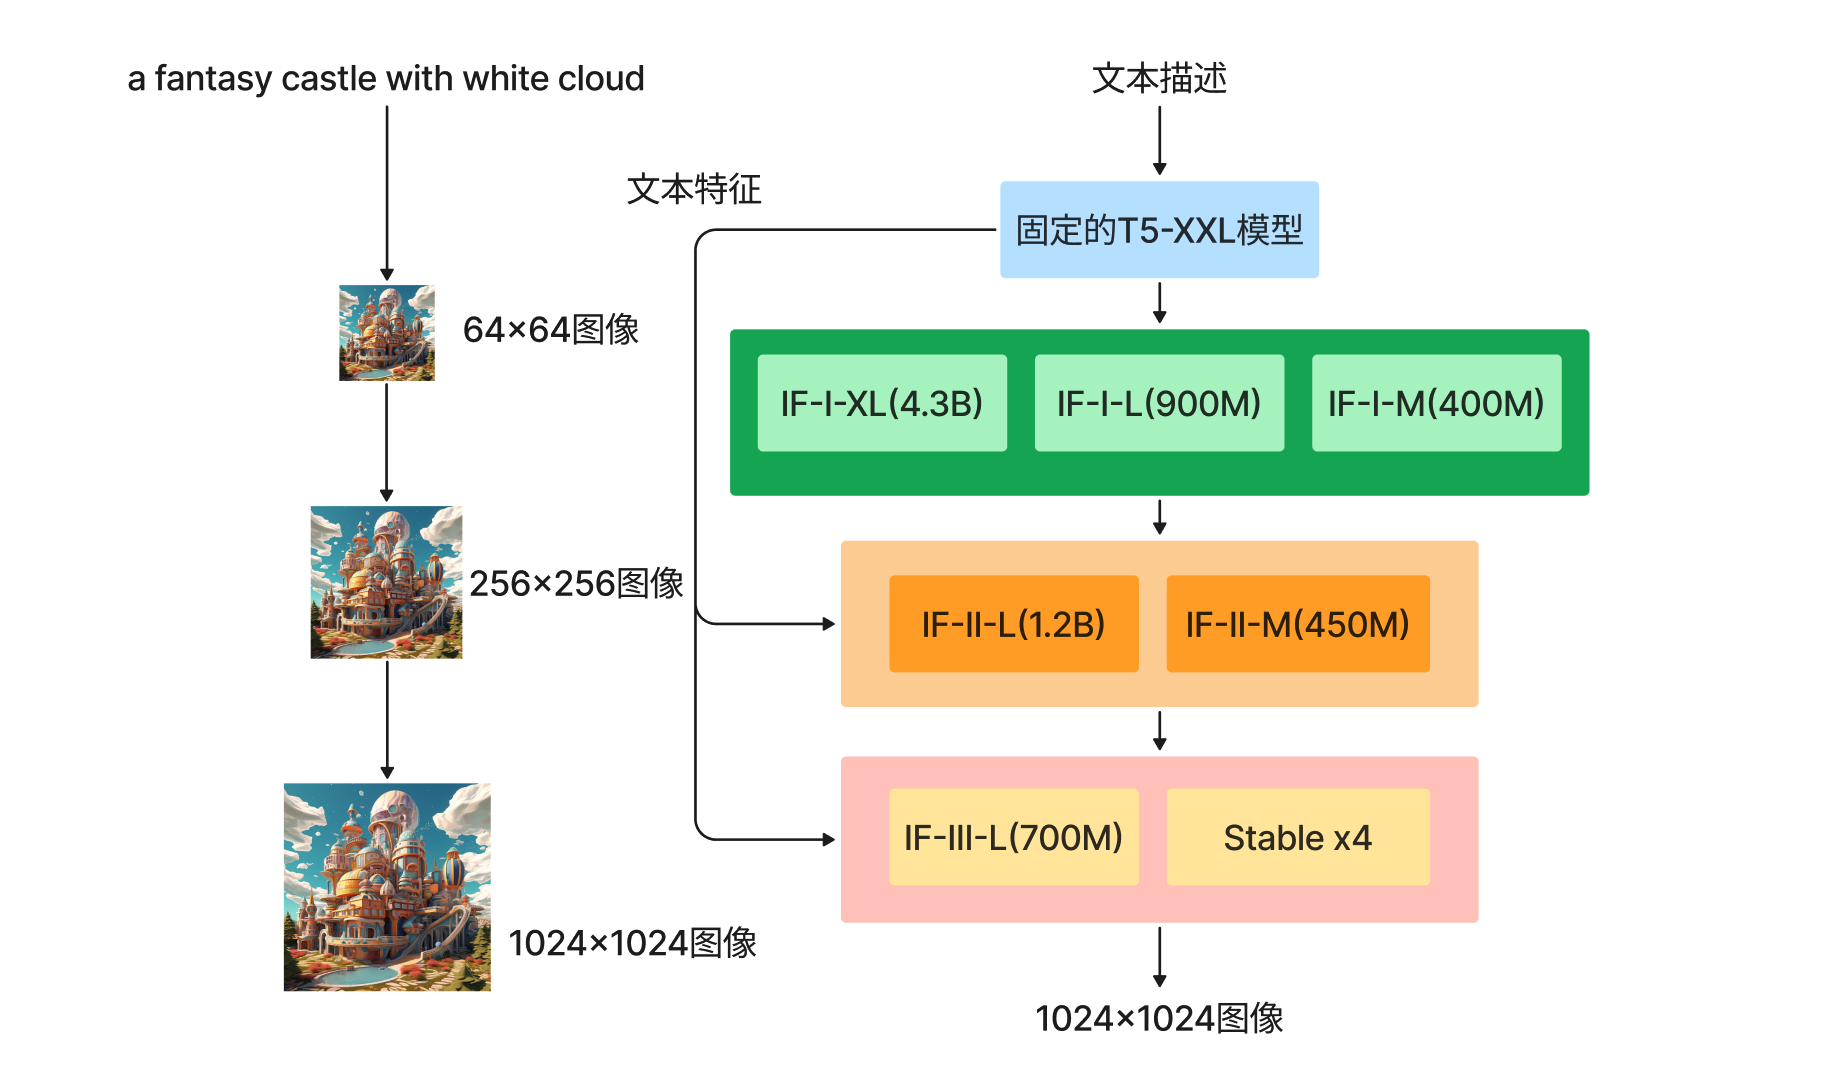 a fantasy castle with white cloud
64×64图像
256×256图像
1024×1024图像
文本描述
文本特征
固定的T5-XXL模型
IF-I-XL(4.3B)
IF-I-L(900M)
IF-I-M(400M)
IF-II-L(1.2B)
IF-II-M(450M)
IF-III-L(700M)
Stable x4
1024×1024图像